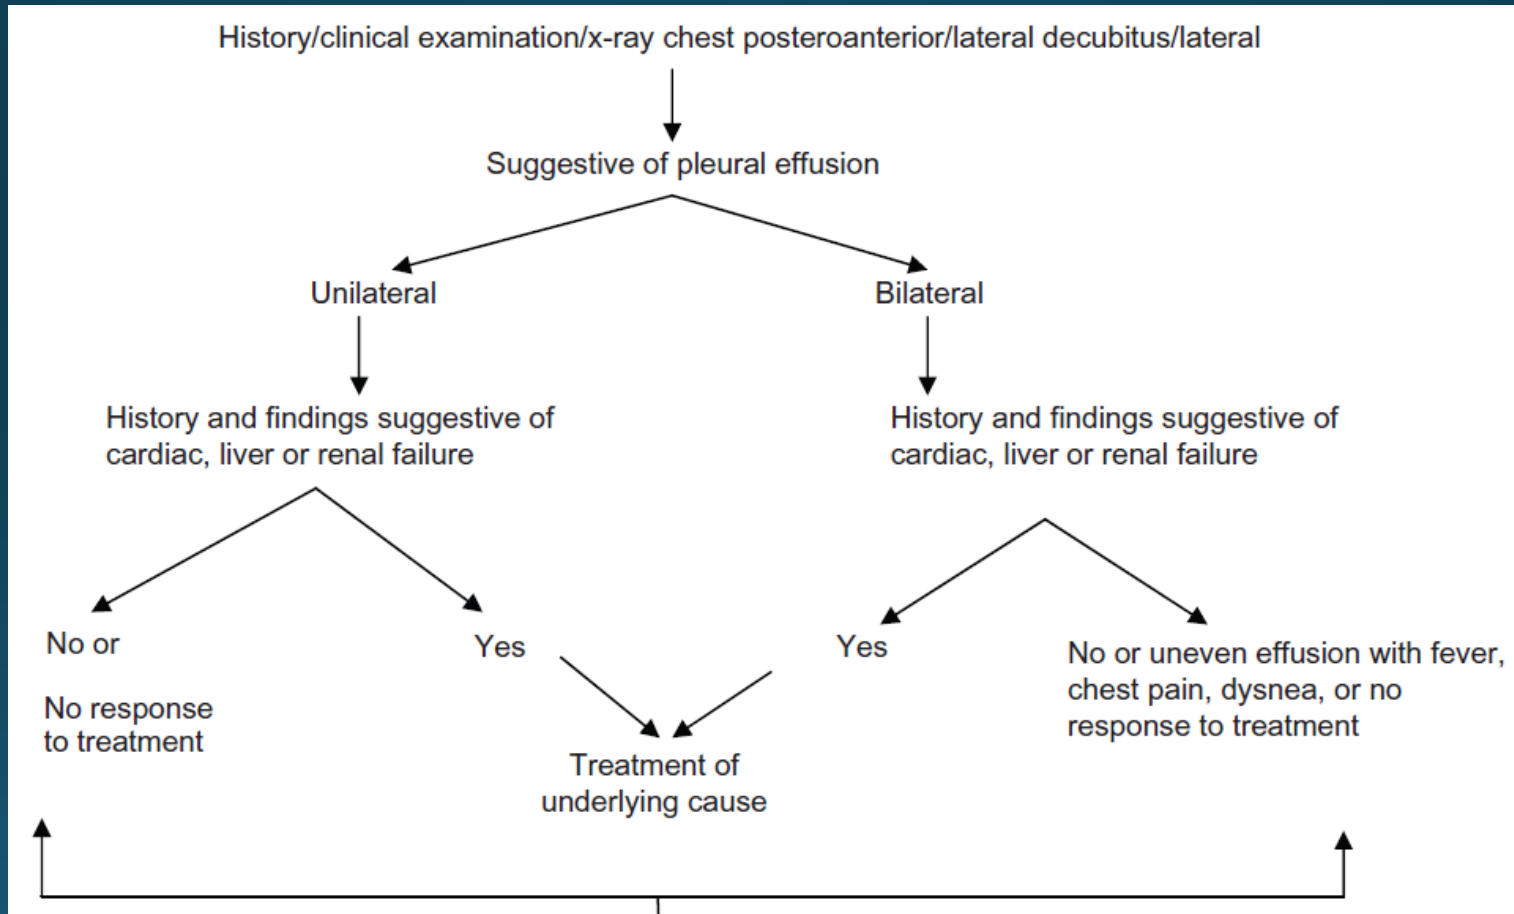 History/clinical examination/x-ray chest posteroanterior/lateral decubitus/lateral
Suggestive of pleural effusion
Unilateral
Bilateral
History and findings suggestive of
cardiac, liver or renal failure
History and findings suggestive of
cardiac, liver or renal failure
No or
No response
to treatment
Yes
Yes
No or uneven effusion with fever,
chest pain, dysnea, or no
response to treatment
Treatment of
underlying cause